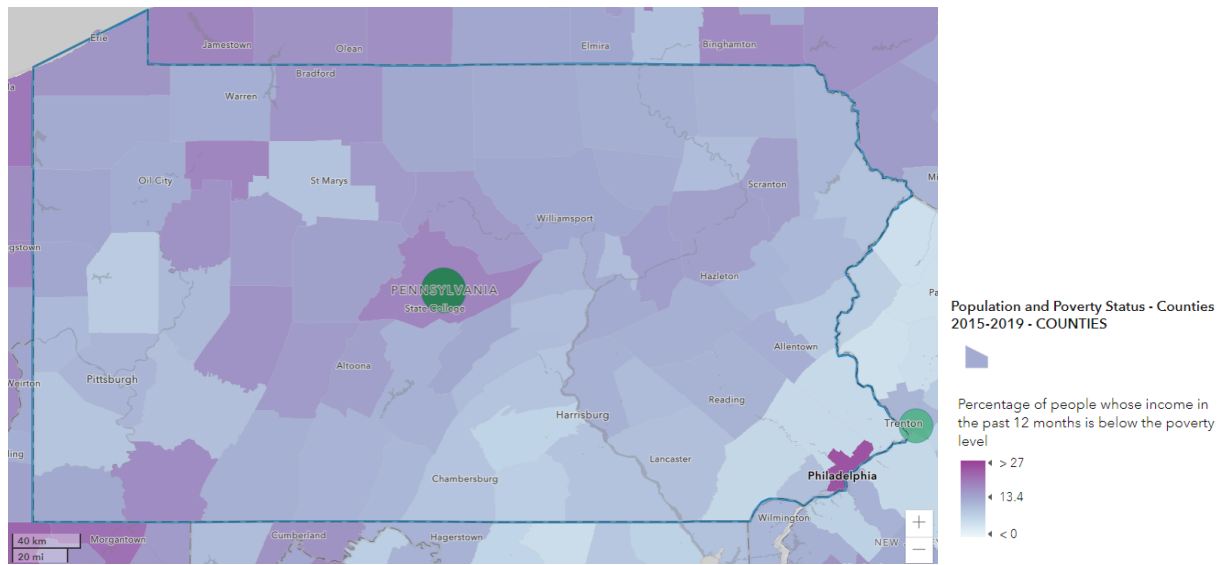 Erie
Jamestown
Olean
Elmira
Binghamton
Bradford
Warren
Oil City
St Marys
Scranton
Williamsport
Hazleton
PENNSYLVANIA
State College
Altoona
Allentown
Pittsburgh
Weirton
Reading
Harrisburg
Trenton
Lancaster
Philadelphia
Chambersburg
Wilmington
Morgantown
Cumberland
Hagerstown
NEW
40 km
20 mi
+
−
Population and Poverty Status - Counties
2015-2019 - COUNTIES
Percentage of people whose income in
the past 12 months is below the poverty
level
> 27
13.4
< 0